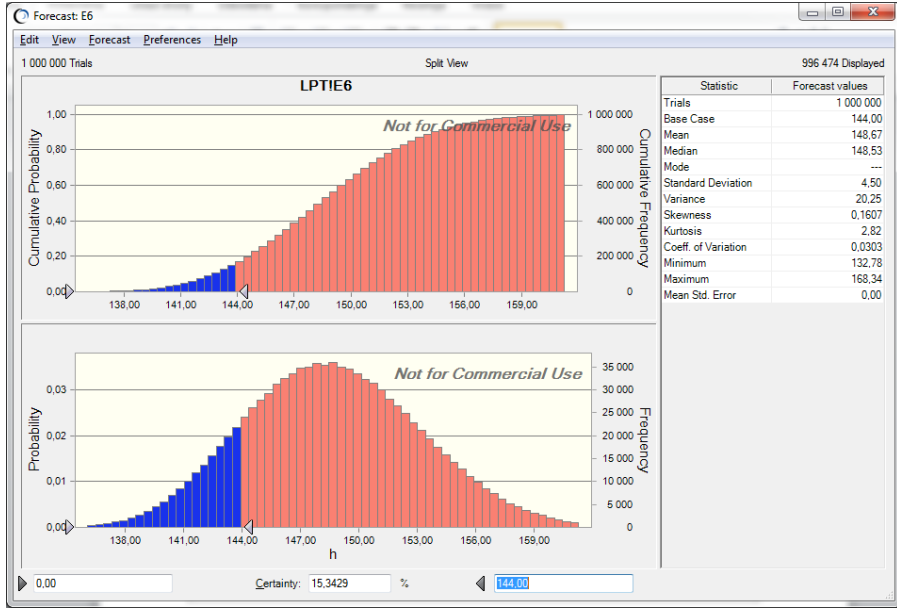 Forecast: E6
Edit View Forecast Preferences Help
1 000 000 Trials Split View 996 474 Displayed
LPT!E6
Not for Commercial Use
Cumulative Probability
1,00
0,80
0,60
0,40
0,20
0,00
1 000 000
800 000
600 000
400 000
200 000
0
Cumulative Frequency
138,00 141,00 144,00 147,00 150,00 153,00 156,00 159,00
Not for Commercial Use
Probability
0,03
0,02
0,01
0,00
35 000
30 000
25 000
20 000
15 000
10 000
5 000
0
Frequency
138,00 141,00 144,00 147,00 150,00 153,00 156,00 159,00
h
Statistic Forecast values
Trials 1 000 000
Base Case 144,00
Mean 148,67
Median 148,53
Mode ---
Standard Deviation 4,50
Variance 20,25
Skewness 0,1607
Kurtosis 2,82
Coeff. of Variation 0,0303
Minimum 132,78
Maximum 168,34
Mean Std. Error 0,00
0,00 Certainty: 15,3429 % 144,00